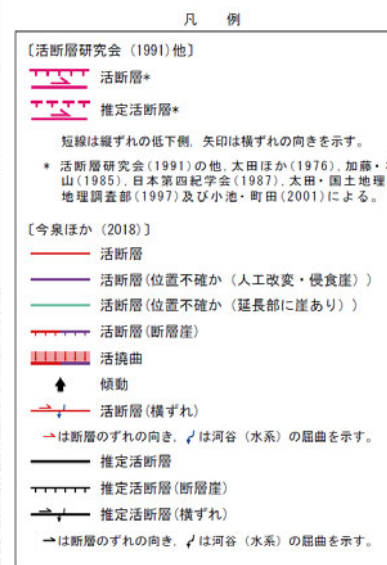 凡 例
〔活断層研究会（1991）他〕
活断層*
推定活断層*
短線は縦ずれの低下側，矢印は横ずれの向きを示す。
* 活断層研究会(1991)の他，太田ほか(1976)，加藤・
山(1985)，日本第四紀学会(1987)，太田・国土地理
地理調査部(1997)及び小池・町田(2001)による。
〔今泉ほか（2018）〕
活断層
活断層(位置不確か（人工改変・侵食崖）)
活断層(位置不確か（延長部に崖あり）)
活断層(断層崖)
活撓曲
傾動
活断層(横ずれ)
→は断層のずれの向き，は河谷（水系）の屈曲を示す。
推定活断層
推定活断層(断層崖)
推定活断層(横ずれ)
→は断層のずれの向き，は河谷（水系）の屈曲を示す。